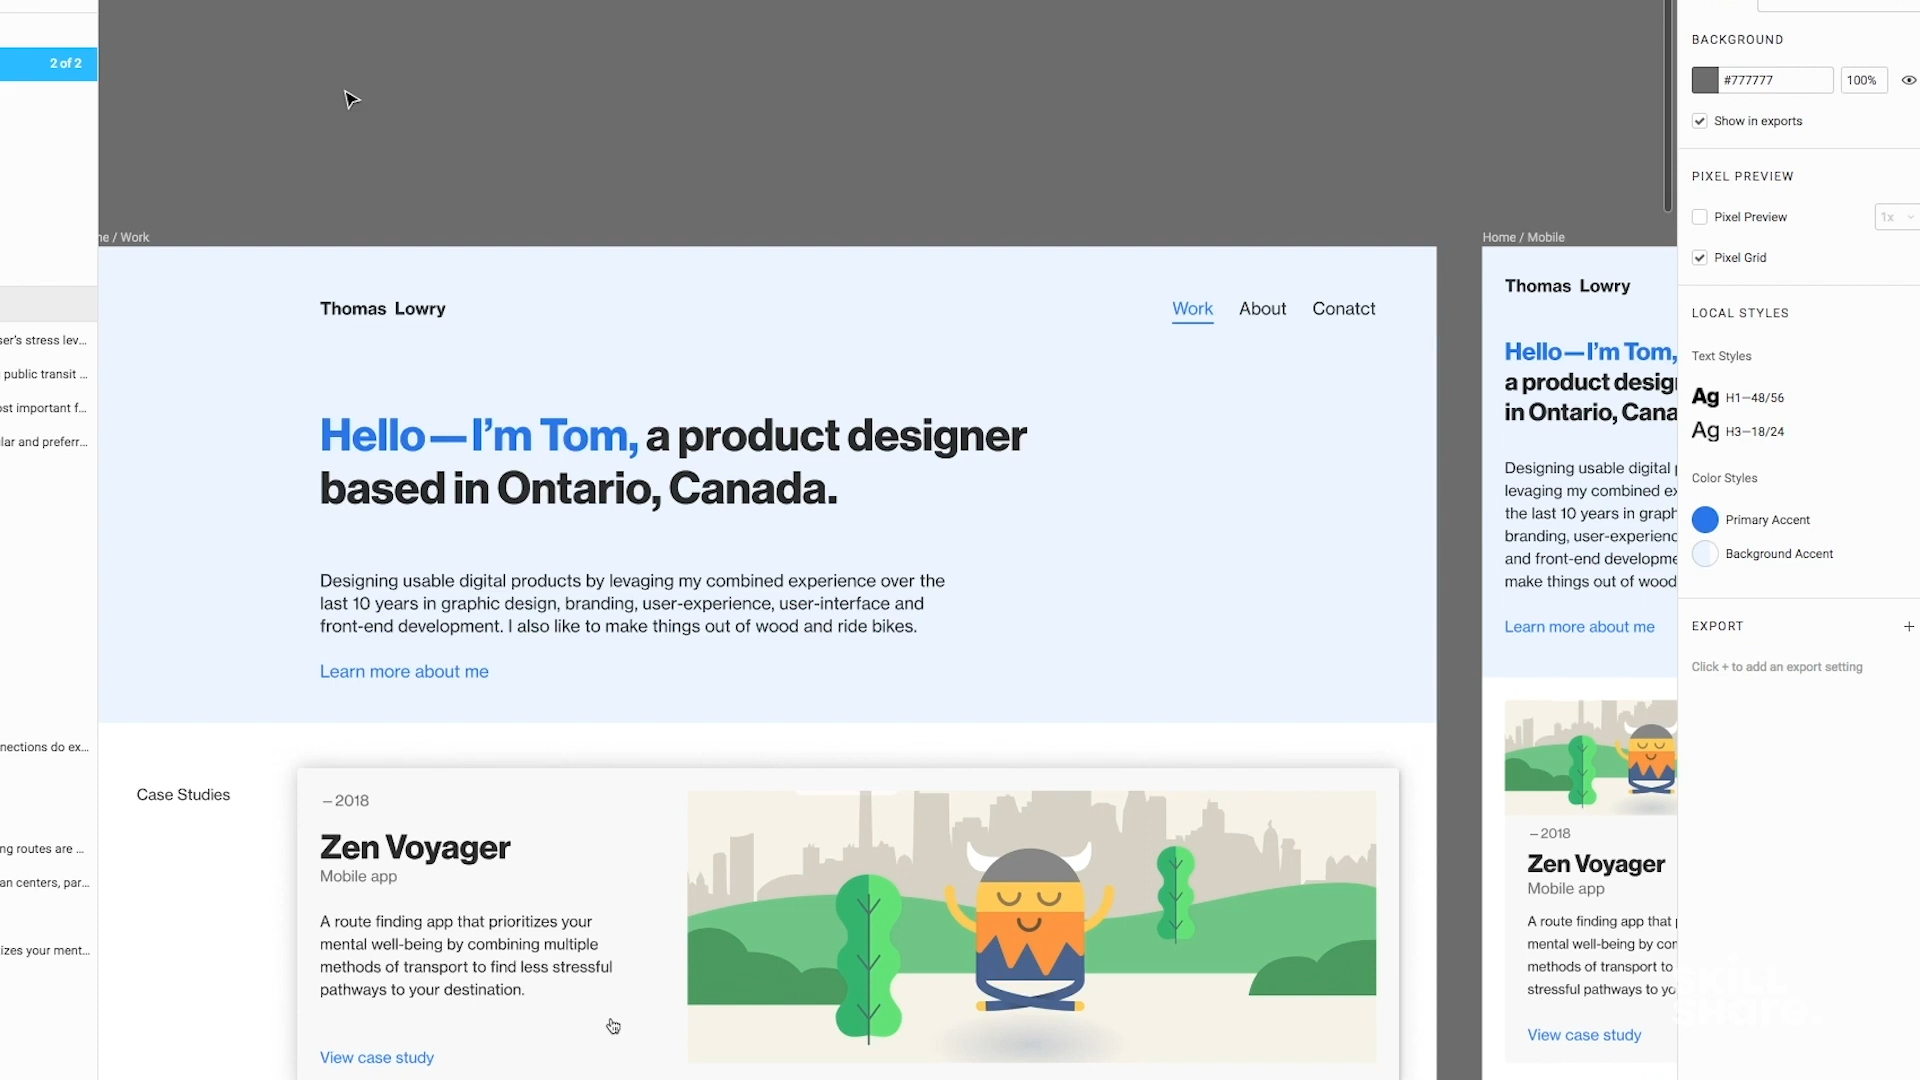 2 of 2
ser's stress lev...
public transit ...
ost important f...
lar and preferr...
nections do ex...
ng routes are ...
an centers, par...
izes your ment...
ne / Work
Thomas Lowry
Work About Conatct
Hello—I'm Tom, a product designer
based in Ontario, Canada.
Designing usable digital products by levaging my combined experience over the
last 10 years in graphic design, branding, user-experience, user-interface and
front-end development. I also like to make things out of wood and ride bikes.
Learn more about me
Case Studies
—2018
Zen Voyager
Mobile app
A route finding app that prioritizes your
mental well-being by combining multiple
methods of transport to find less stressful
pathways to your destination.
View case study
Home / Mobile
Thomas Lowry
Hello—I'm Tom,
a product desig
in Ontario, Cana
Designing usable digital
levaging my combined ex
the last 10 years in graph
branding, user-experienc
and front-end developme
make things out of wood
Learn more about me
—2018
Zen Voyager
Mobile app
A route finding app that
mental well-being by con
methods of transport to
stressful pathways to yo
View case study
BACKGROUND
#777777 100%
Show in exports
PIXEL PREVIEW
Pixel Preview 1x
Pixel Grid
LOCAL STYLES
Text Styles
Ag H1—48/56
Ag H3—18/24
Color Styles
Primary Accent
Background Accent
EXPORT +
Click + to add an export setting
SKILL
SHare.